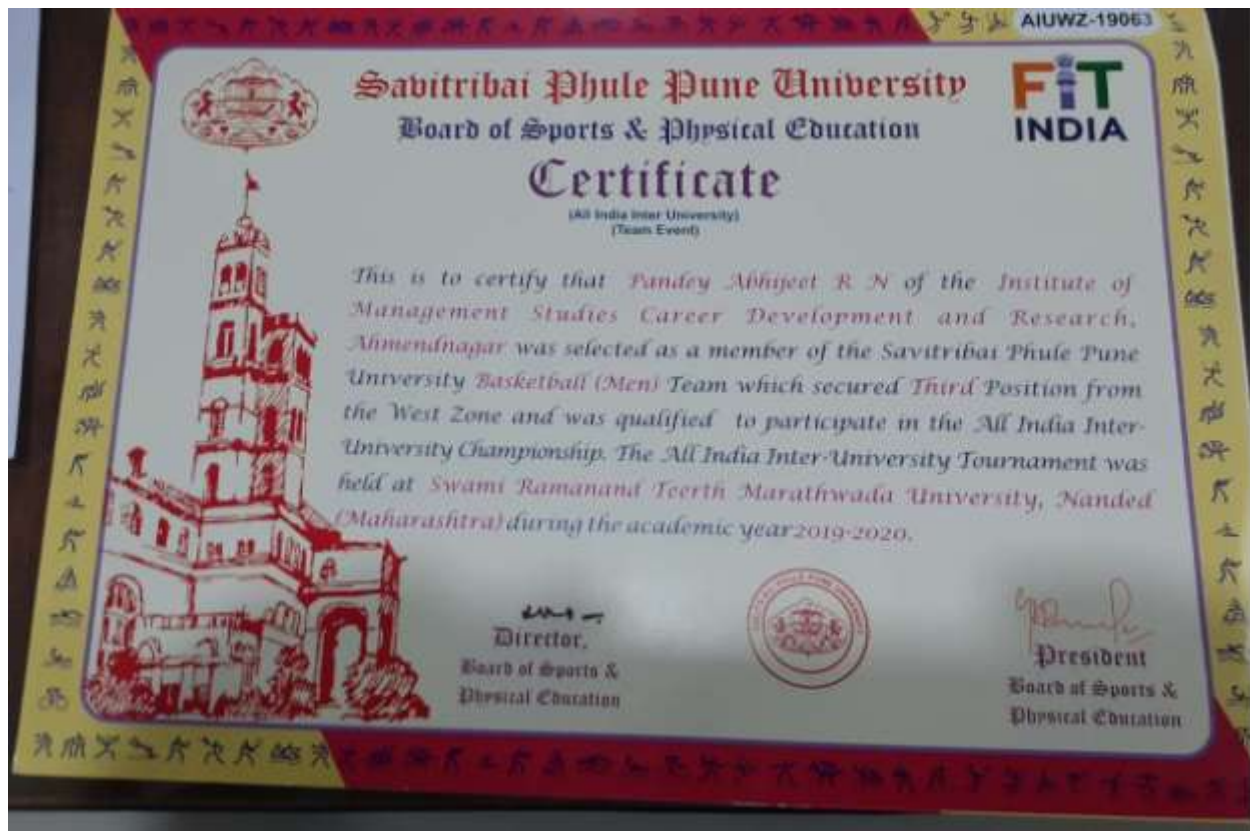 AIUWZ-19063
Savitribai Phule Pune University
FIT
INDIA
Board of Sports & Physical Education
Certificate
(All India Inter University)
(Team Event)
This is to certify that Pandey Abhijeet R N of the Institute of
Management Studies Career Development and Research,
Ahmendnagar was selected as a member of the Savitribai Phule Pune
University Basketball (Men) Team which secured Third Position from
the West Zone and was qualified to participate in the All India Inter-
University Championship. The All India Inter-University Tournament was
held at Swami Ramanand Teerth Marathwada University, Nanded
(Maharashtra) during the academic year 2019-2020.
Director,
Board of Sports &
Physical Education
President
Board of Sports &
Physical Education